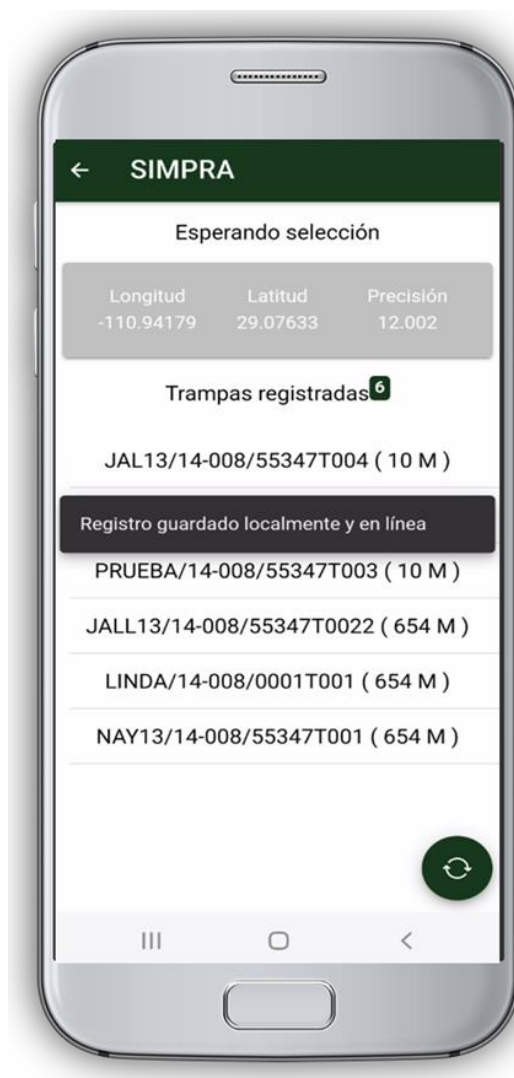 SIMPRA
Esperando selección
Longitud Latitud Precisión
-110.94179 29.07633 12.002
Trampas registradas 6
JAL13/14-008/55347T004 ( 10 M )
Registro guardado localmente y en línea
PRUEBA/14-008/55347T003 ( 10 M )
JALL13/14-008/55347T0022 ( 654 M )
LINDA/14-008/0001T001 ( 654 M )
NAY13/14-008/55347T001 ( 654 M )